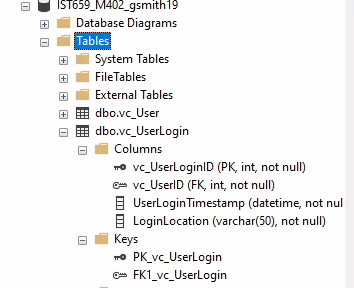 IST659_M402_gsmith19
Database Diagrams
Tables
System Tables
FileTables
External Tables
dbo.vc_User
dbo.vc_UserLogin
Columns
vc_UserLoginID (PK, int, not null)
vc_UserID (FK, int, not null)
UserLoginTimestamp (datetime, not null
LoginLocation (varchar(50), not null)
Keys
PK_vc_UserLogin
FK1_vc_UserLogin